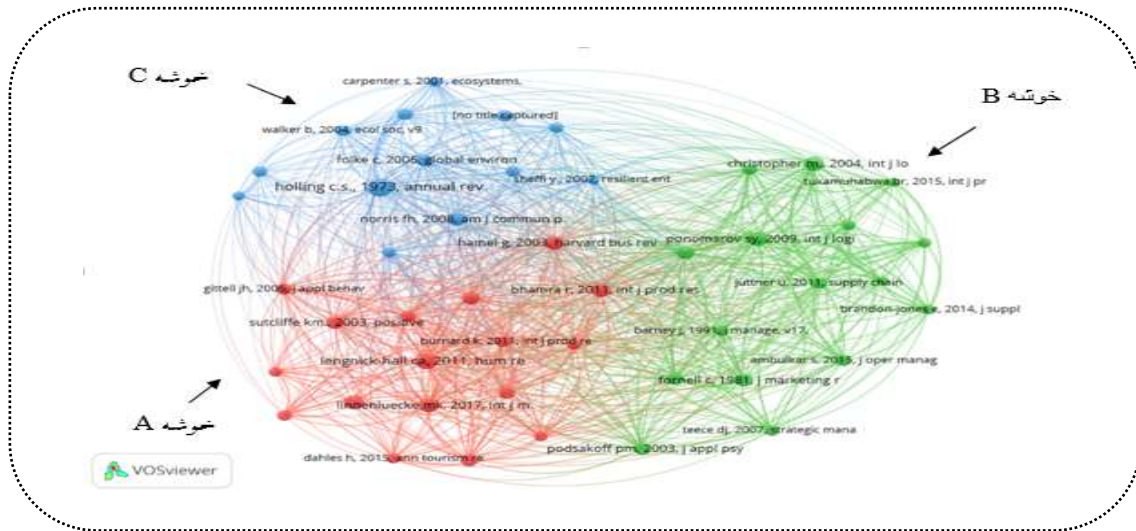 خوشه C
خوشه B
carpenter s, 2001, ecosystems,
[no title captured]
walker b, 2004, ecol soc, v9
folke c, 2006, global environ
christopher m, 2004, int j lo
sheffi y, 2007, resilient ent
tukamuhabwa br, 2015, int j pr
holling c.s., 1973, annual rev.
norris fh, 2008, am j commun p
hamel g, 2003, harvard bus rev
ponomarov sy, 2009, int j logi
gittell jh, 2006, j appl behav
bhamra r, 2011, int j prod res
juttner u, 2011, supply chain
brandon-jones e, 2014, j suppl
sutcliffe km., 2003, positive
barney j, 1991, j manage, v17,
burnard k, 2011, int j prod re
lengnick-hall ca, 2011, hum re
ambulkar s, 2015, j oper manag
fornell c, 1981, j marketing r
خوشه A
linnenluecke mk, 2017, int j m.
teece dj, 2007, strategic mana
podsakoff pm, 2003, j appl psy
dahles h, 2015, ann tourism re
VOSviewer